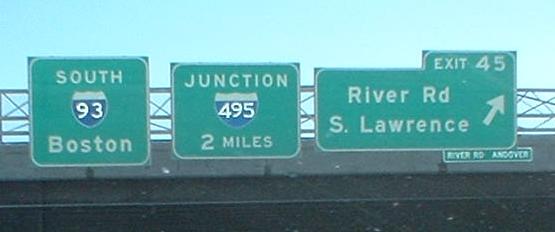 SOUTH
93
Boston
JUNCTION
495
2 MILES
EXIT 45
River Rd
S. Lawrence
RIVER RD ANDOVER